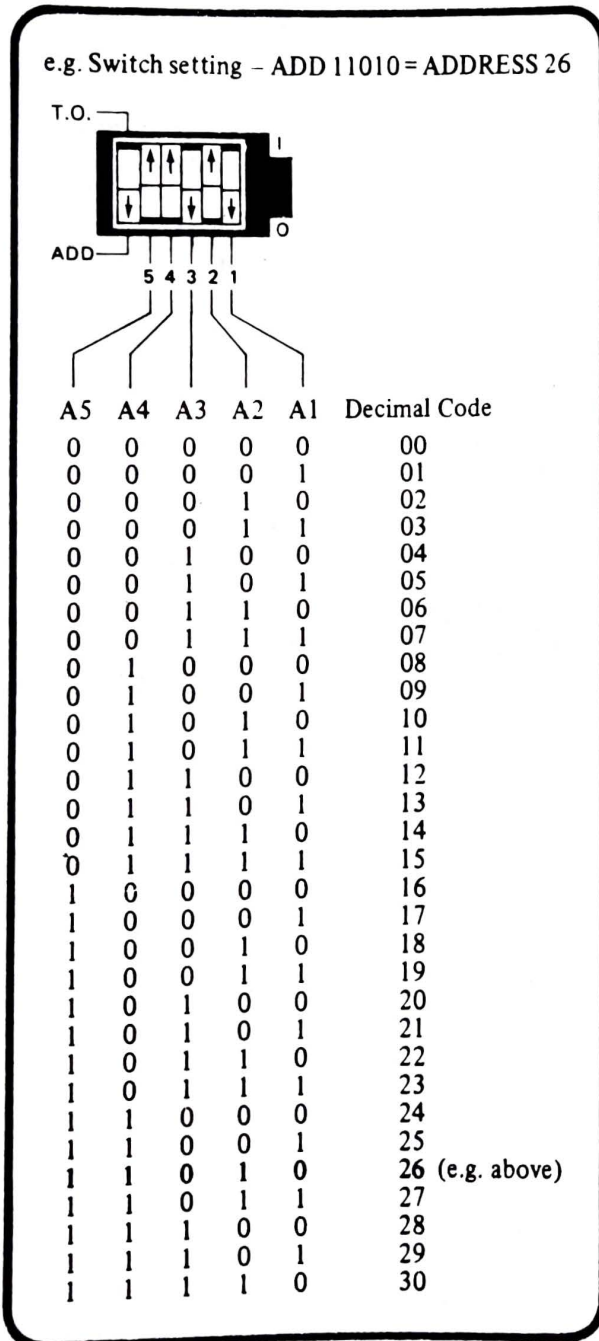 e.g. Switch setting – ADD 11010 = ADDRESS 26
T.O.
I
O
ADD
5 4 3 2 1
A5 A4 A3 A2 A1 Decimal Code
0 0 0 0 0 00
0 0 0 0 1 01
0 0 0 1 0 02
0 0 0 1 1 03
0 0 1 0 0 04
0 0 1 0 1 05
0 0 1 1 0 06
0 0 1 1 1 07
0 1 0 0 0 08
0 1 0 0 1 09
0 1 0 1 0 10
0 1 0 1 1 11
0 1 1 0 0 12
0 1 1 0 1 13
0 1 1 1 0 14
0 1 1 1 1 15
1 0 0 0 0 16
1 0 0 0 1 17
1 0 0 1 0 18
1 0 0 1 1 19
1 0 1 0 0 20
1 0 1 0 1 21
1 0 1 1 0 22
1 0 1 1 1 23
1 1 0 0 0 24
1 1 0 0 1 25
1 1 0 1 0 26 (e.g. above)
1 1 0 1 1 27
1 1 1 0 0 28
1 1 1 0 1 29
1 1 1 1 0 30